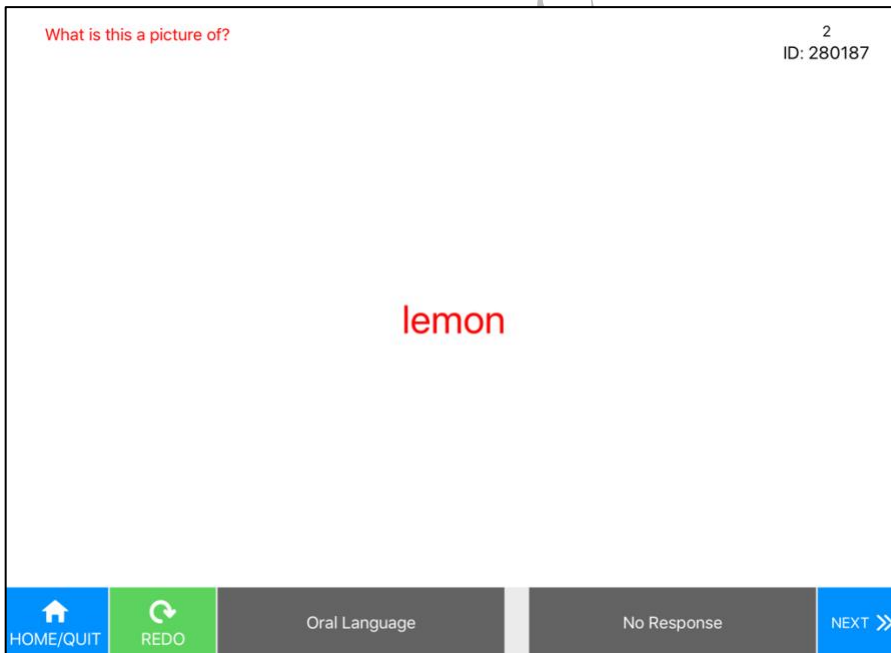 What is this a picture of?
2
ID: 280187
lemon
HOME/QUIT
REDO
Oral Language
No Response
NEXT